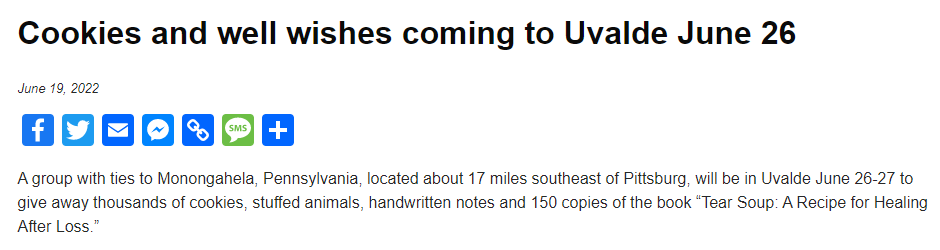 Cookies and well wishes coming to Uvalde June 26
June 19, 2022
SMS
A group with ties to Monongahela, Pennsylvania, located about 17 miles southeast of Pittsburg, will be in Uvalde June 26-27 to
give away thousands of cookies, stuffed animals, handwritten notes and 150 copies of the book “Tear Soup: A Recipe for Healing
After Loss.”